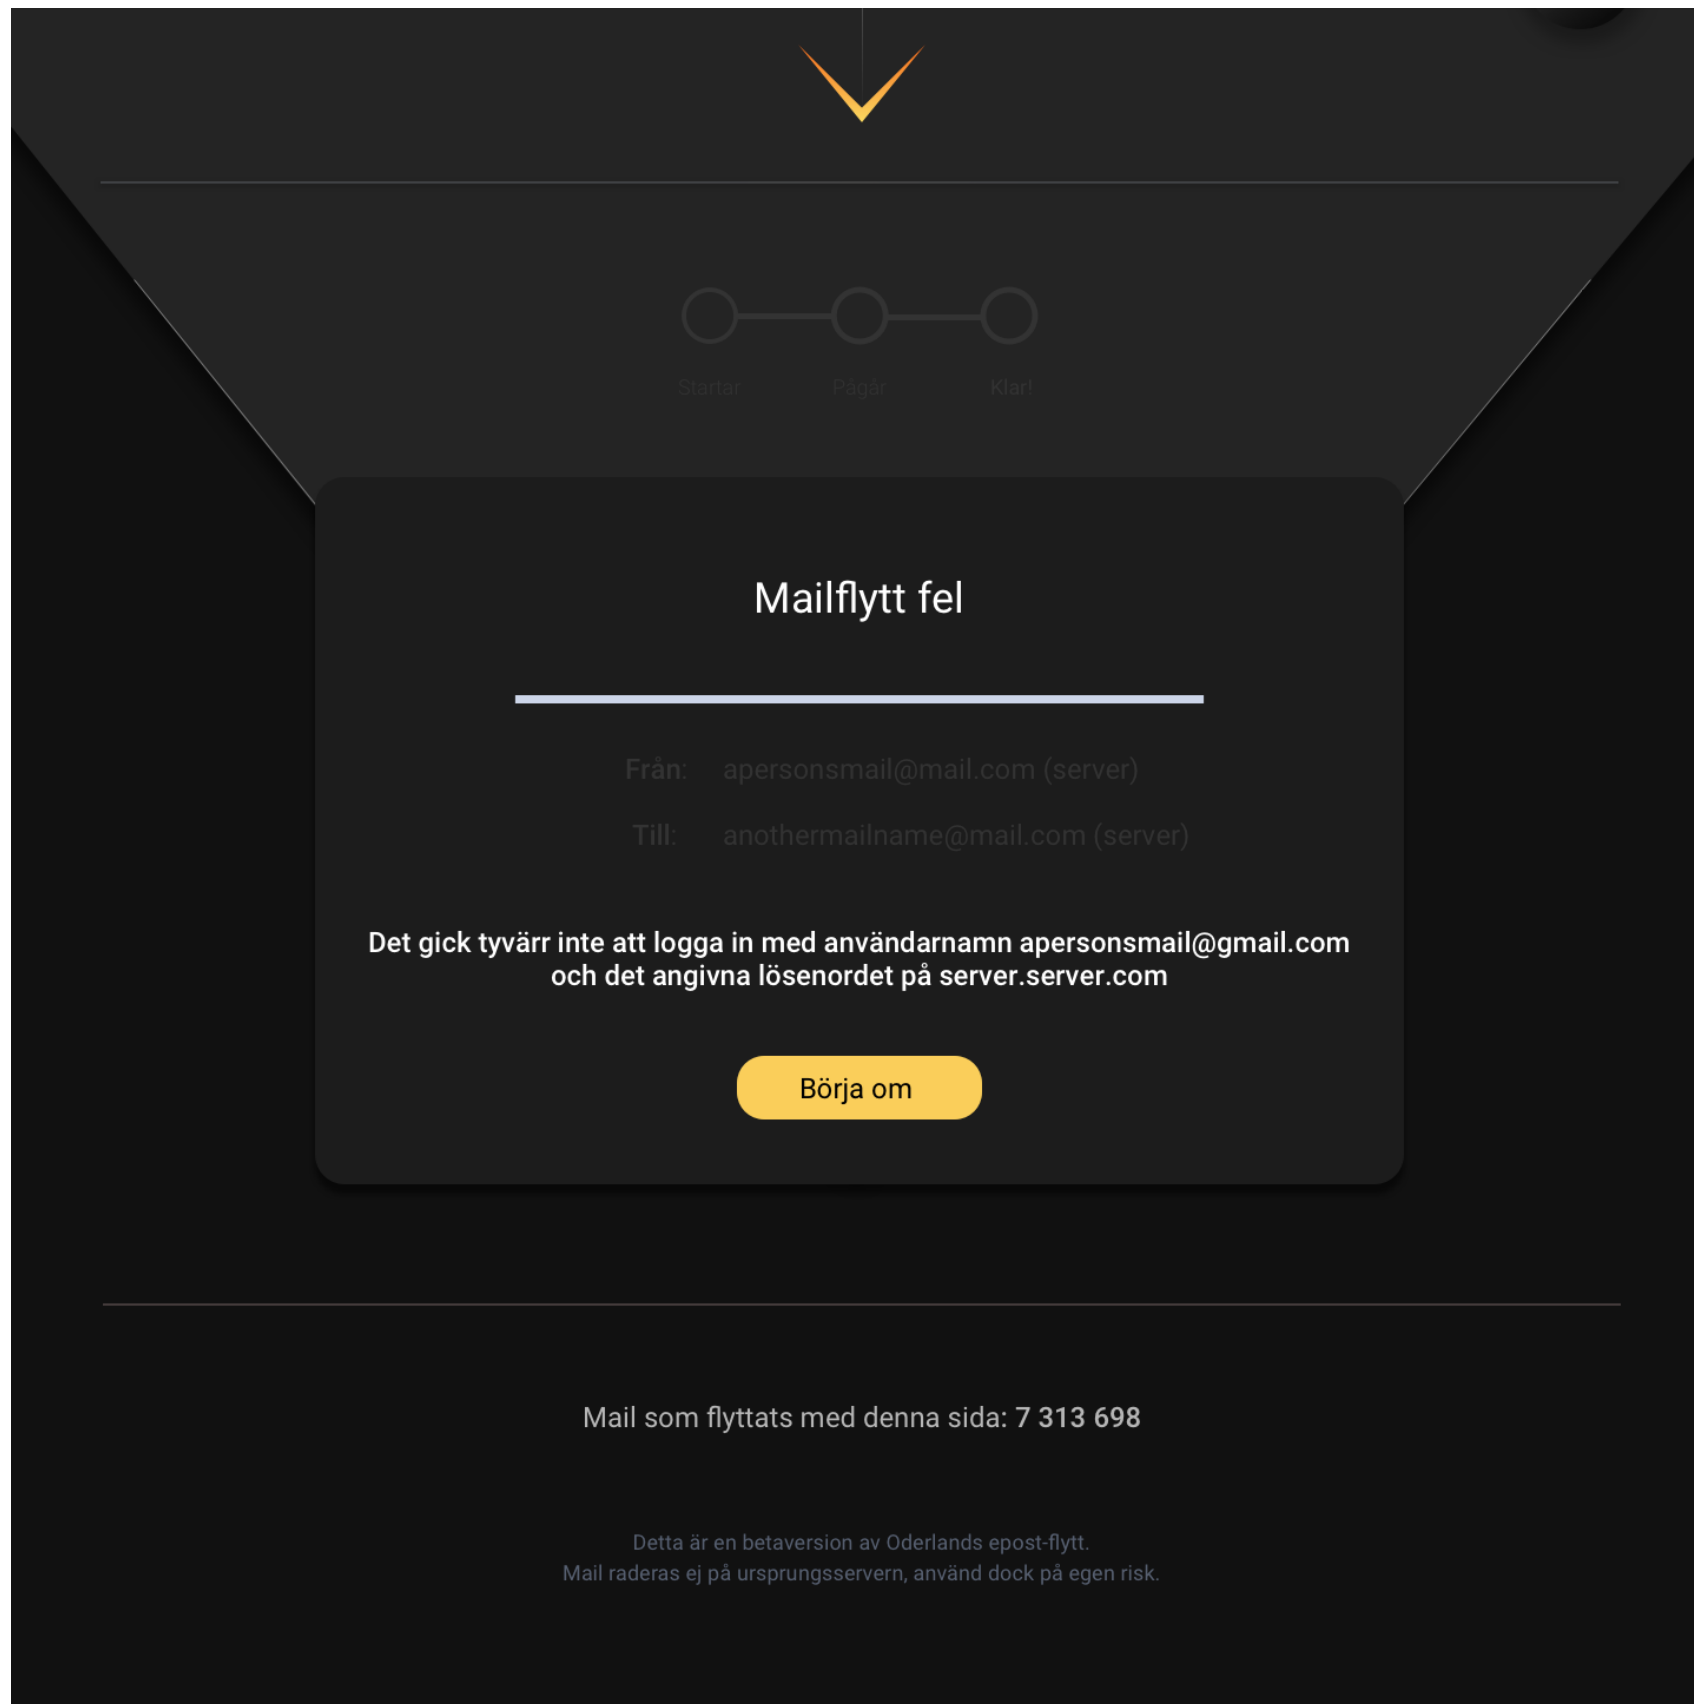 Startar Pågår Klar!
Mailflytt fel
Från: apersonsmail@mail.com (server)
Till: anothermailname@mail.com (server)
Det gick tyvärr inte att logga in med användarnamn apersonsmail@gmail.com
och det angivna lösenordet på server.server.com
Börja om
Mail som flyttats med denna sida: 7 313 698
Detta är en betaversion av Oderlands epost-flytt.
Mail raderas ej på ursprungsservern, använd dock på egen risk.